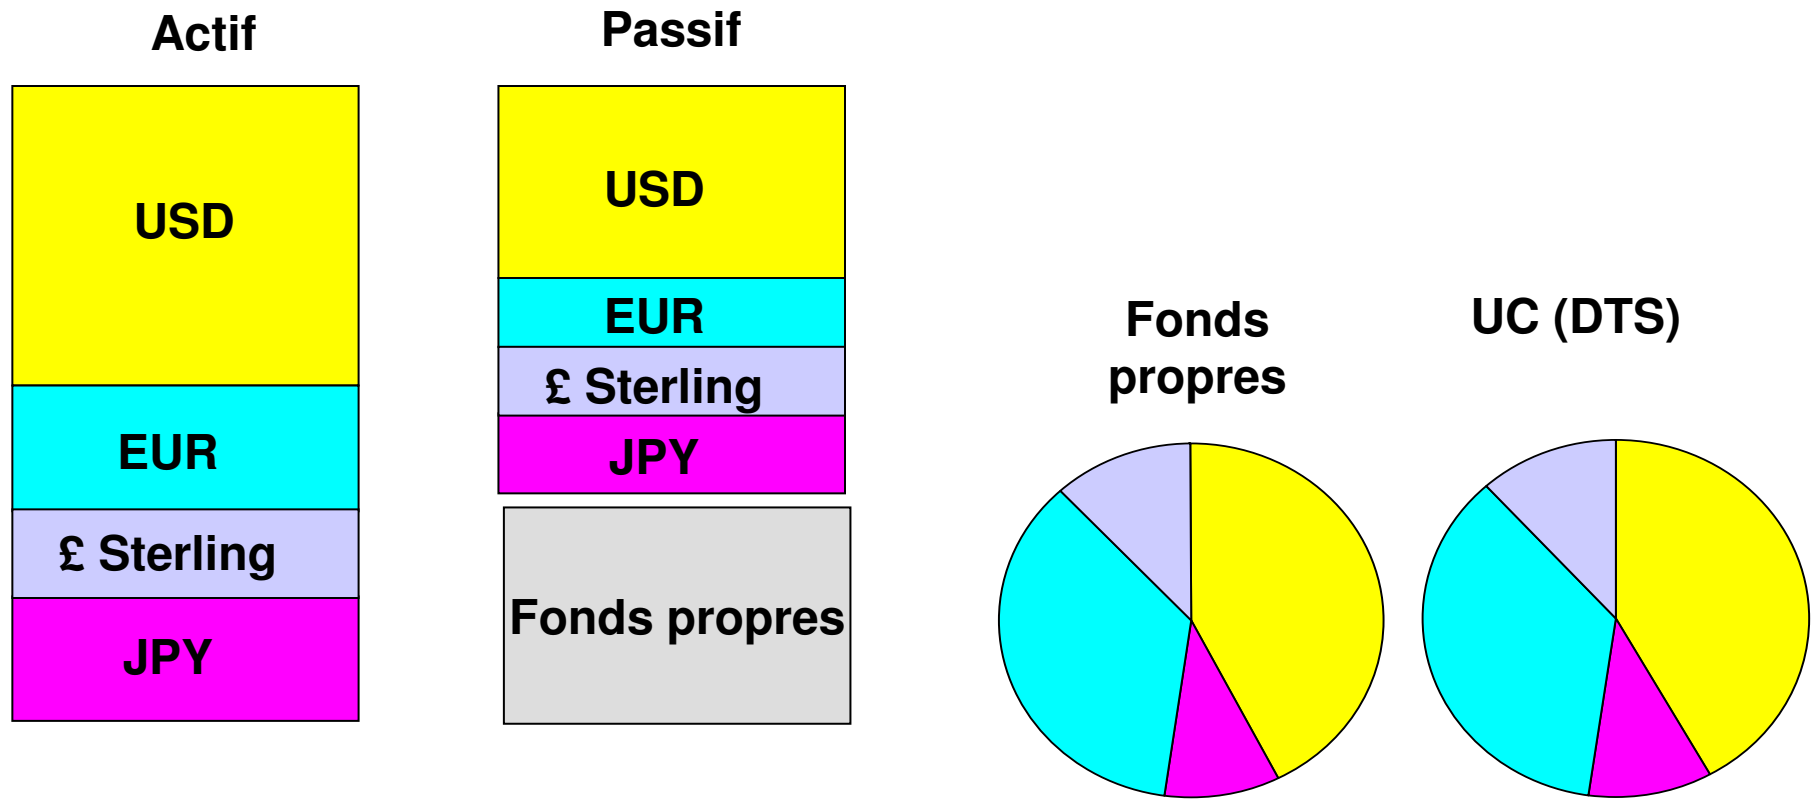 Actif
USD
EUR
£ Sterling
JPY
Passif
USD
EUR
£ Sterling
JPY
Fonds propres
Fonds
propres
UC (DTS)